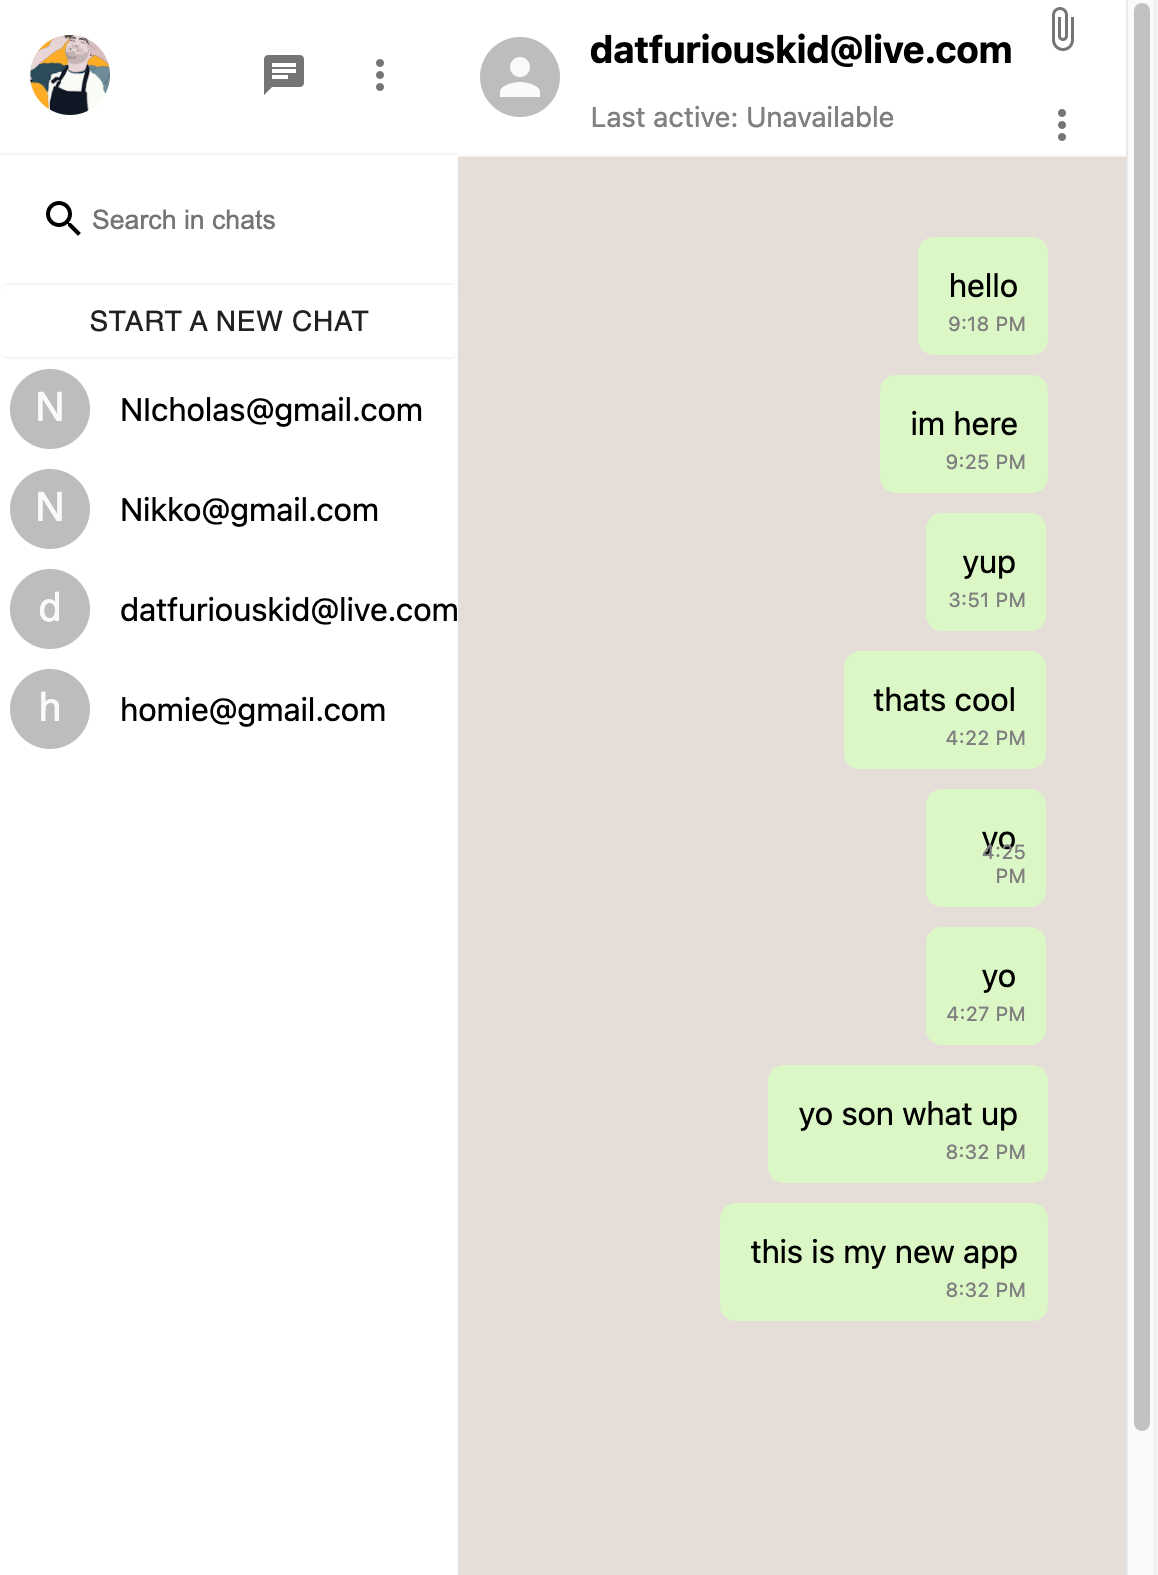 Search in chats
START A NEW CHAT
N
NIcholas@gmail.com
N
Nikko@gmail.com
d
datfuriouskid@live.com
h
homie@gmail.com
datfuriouskid@live.com
Last active: Unavailable
hello
9:18 PM
im here
9:25 PM
yup
3:51 PM
thats cool
4:22 PM
yo
4:25
PM
yo
4:27 PM
yo son what up
8:32 PM
this is my new app
8:32 PM